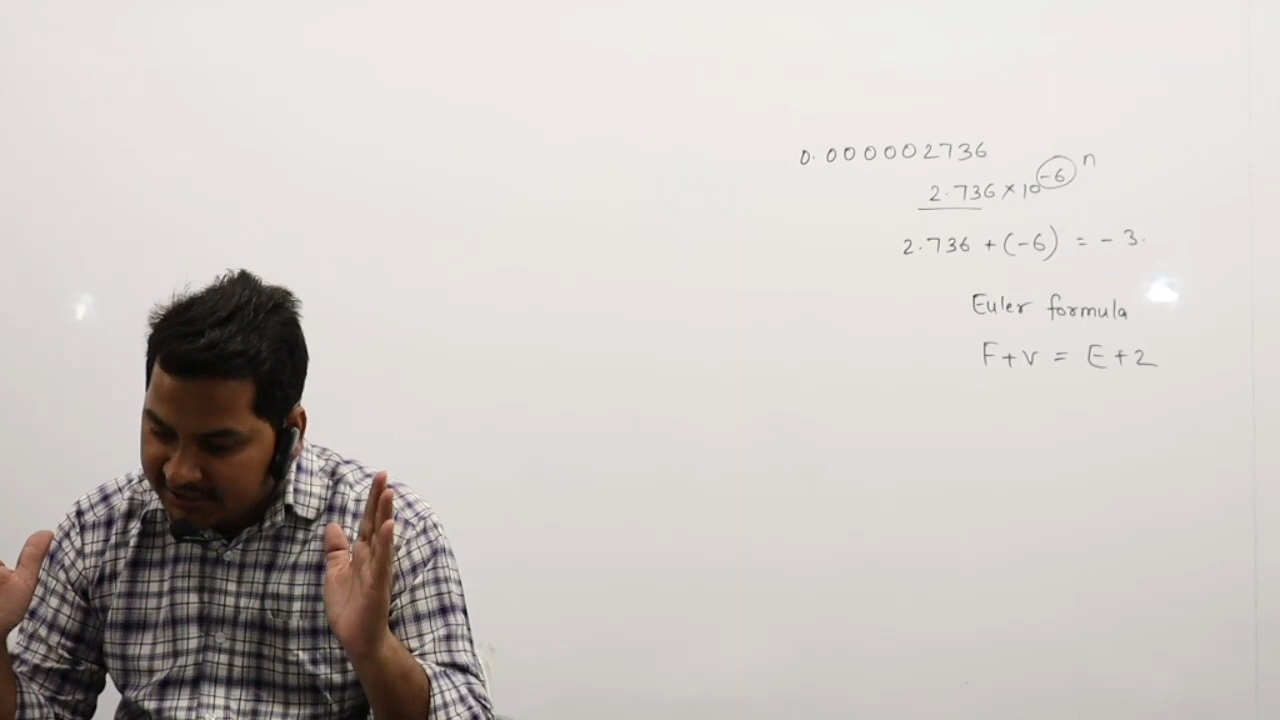 0.000002736
2.736 × 10⁻⁶ n
2.736 + (-6) = - 3.
Euler formula
F + V = E + 2